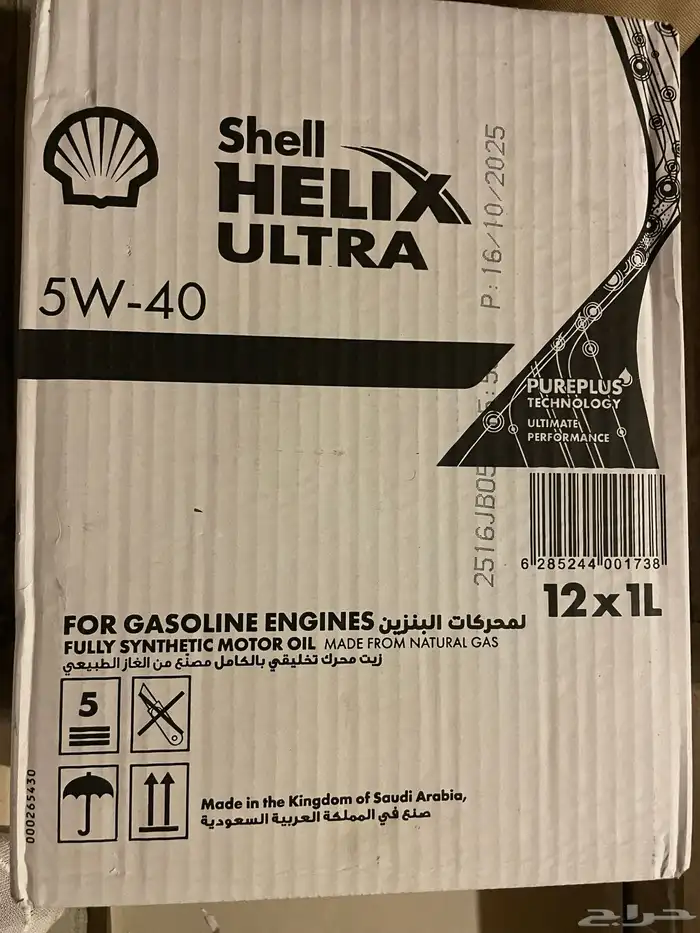 Shell
HELIX
ULTRA
5W-40
P: 16/10/2025
PUREPLUS
TECHNOLOGY
ULTIMATE
PERFORMANCE
2516JB05
6 285244 001738
12 x 1L
FOR GASOLINE ENGINES لمحركات البنزين
FULLY SYNTHETIC MOTOR OIL MADE FROM NATURAL GAS
زيت محرك تخليقي بالكامل مصنع من الغاز الطبيعي
5
000265430
Made in the Kingdom of Saudi Arabia,
صنع في المملكة العربية السعودية
حراج